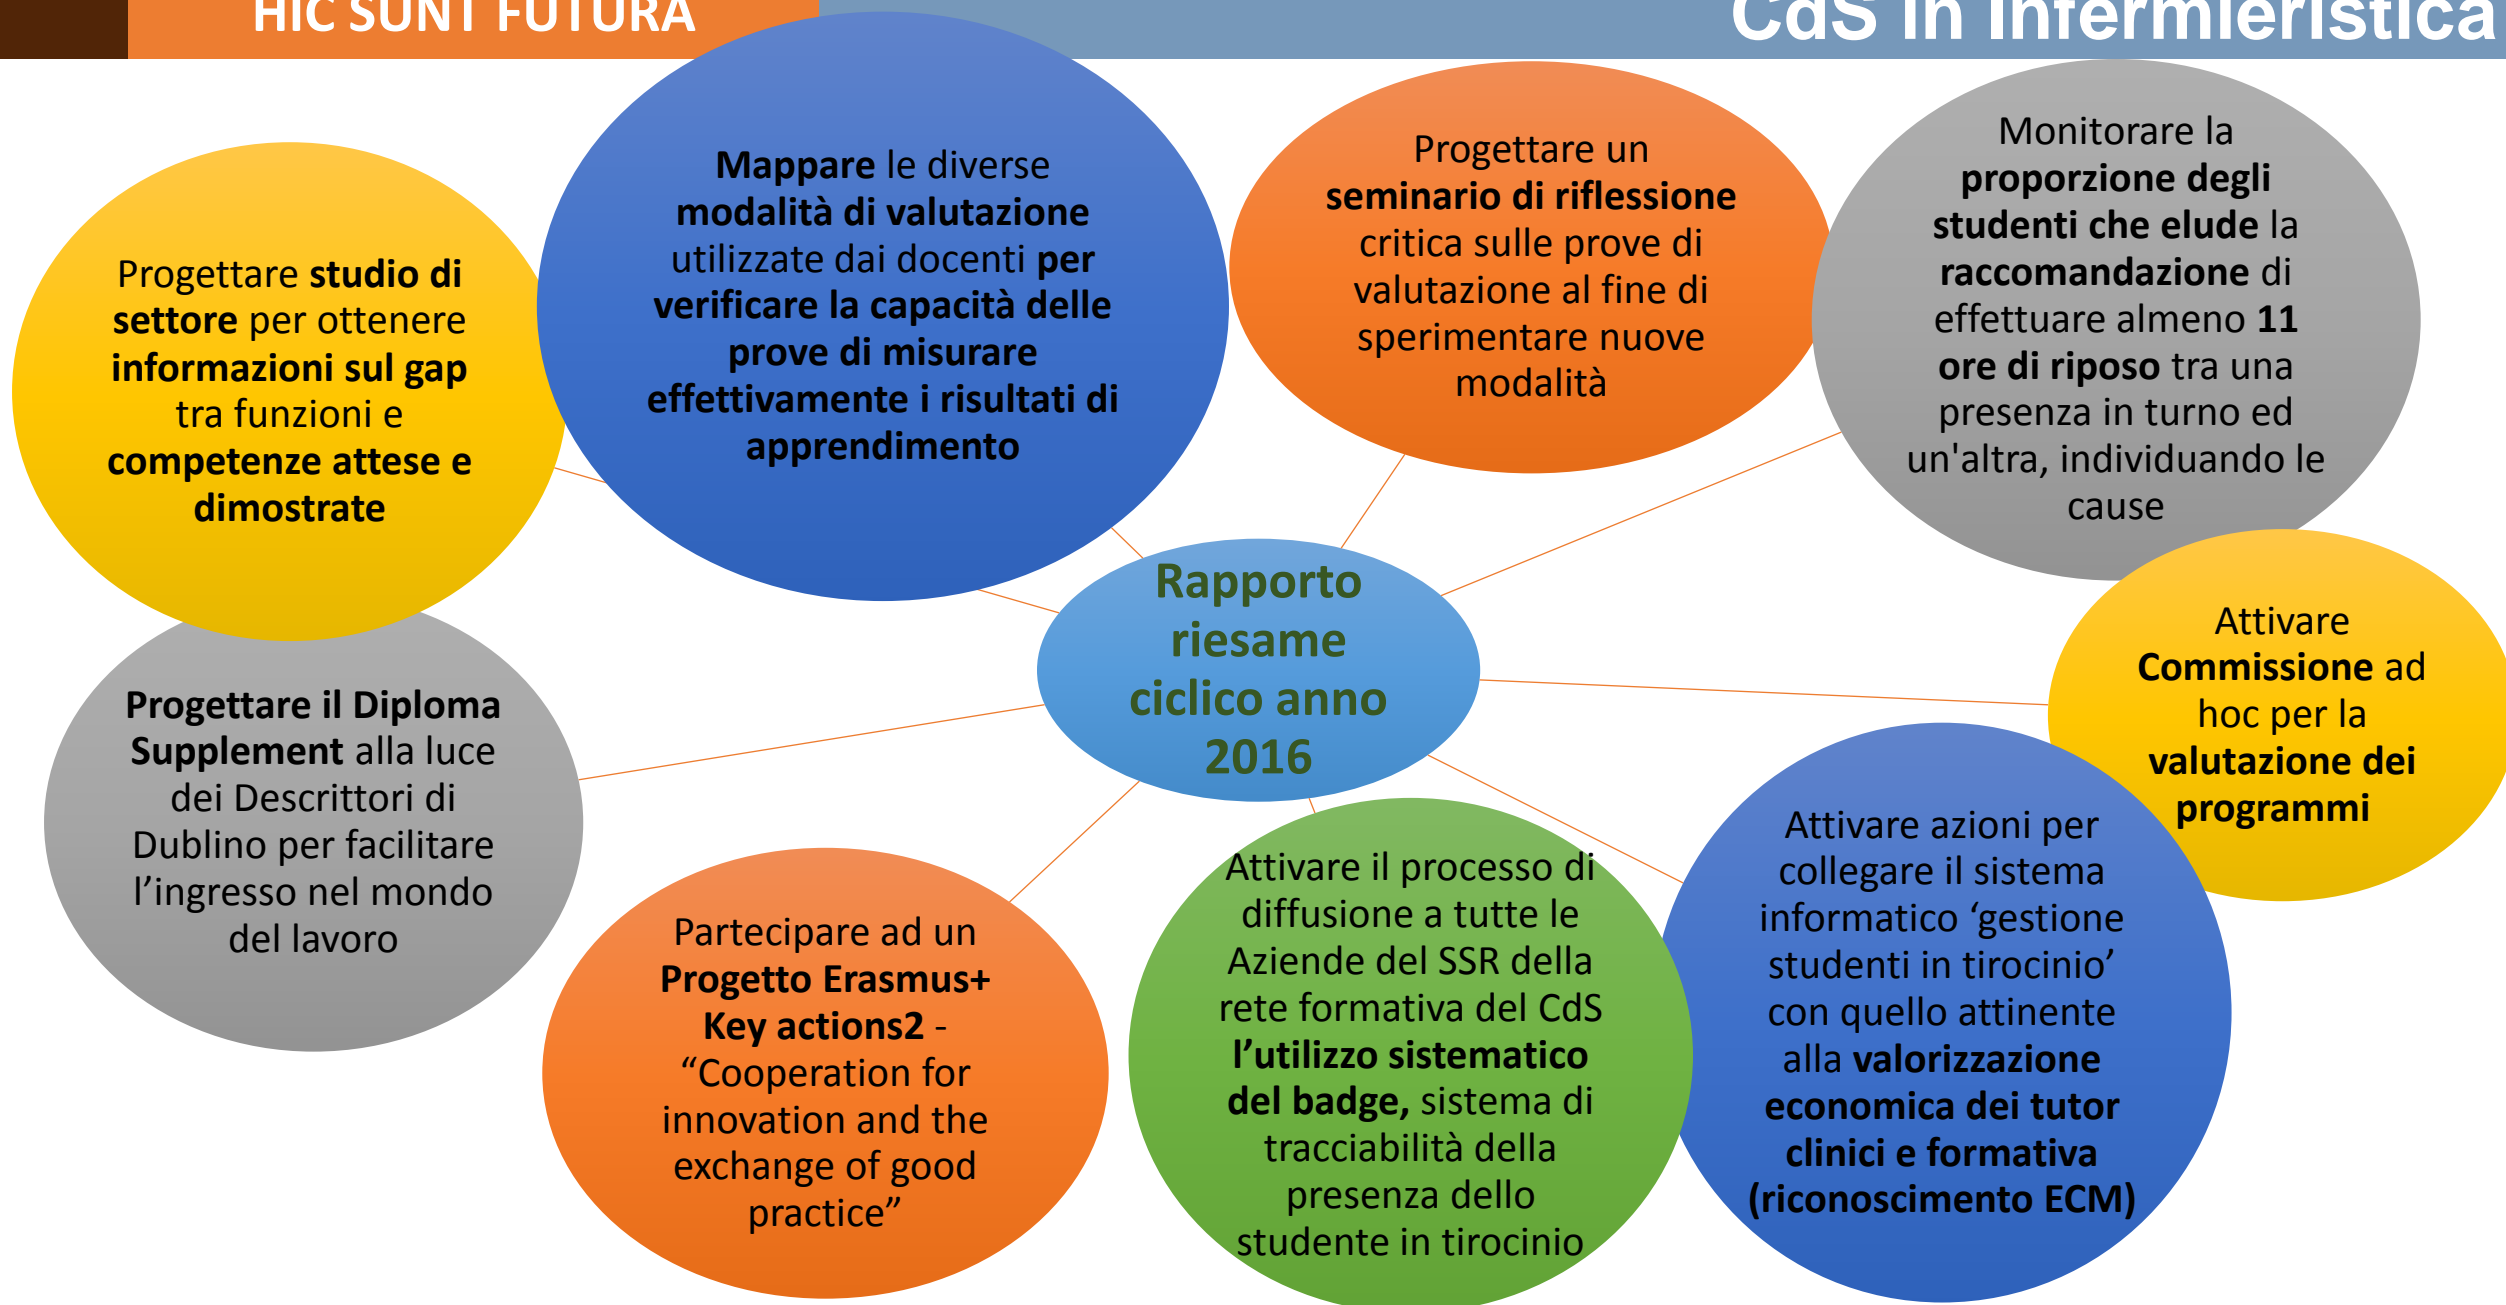 HIC SUNT FUTURA
CdS in Infermieristica
Progettare studio di
settore per ottenere
informazioni sul gap
tra funzioni e
competenze attese e
dimostrate
Mappare le diverse
modalità di valutazione
utilizzate dai docenti per
verificare la capacità delle
prove di misurare
effettivamente i risultati di
apprendimento
Progettare un
seminario di riflessione
critica sulle prove di
valutazione al fine di
sperimentare nuove
modalità
Monitorare la
proporzione degli
studenti che elude la
raccomandazione di
effettuare almeno 11
ore di riposo tra una
presenza in turno ed
un'altra, individuando le
cause
Rapporto
riesame
ciclico anno
2016
Attivare
Commissione ad
hoc per la
valutazione dei
programmi
Progettare il Diploma
Supplement alla luce
dei Descrittori di
Dublino per facilitare
l’ingresso nel mondo
del lavoro
Partecipare ad un
Progetto Erasmus+
Key actions2 -
“Cooperation for
innovation and the
exchange of good
practice”
Attivare il processo di
diffusione a tutte le
Aziende del SSR della
rete formativa del CdS
l’utilizzo sistematico
del badge, sistema di
tracciabilità della
presenza dello
studente in tirocinio
Attivare azioni per
collegare il sistema
informatico ‘gestione
studenti in tirocinio’
con quello attinente
alla valorizzazione
economica dei tutor
clinici e formativa
(riconoscimento ECM)